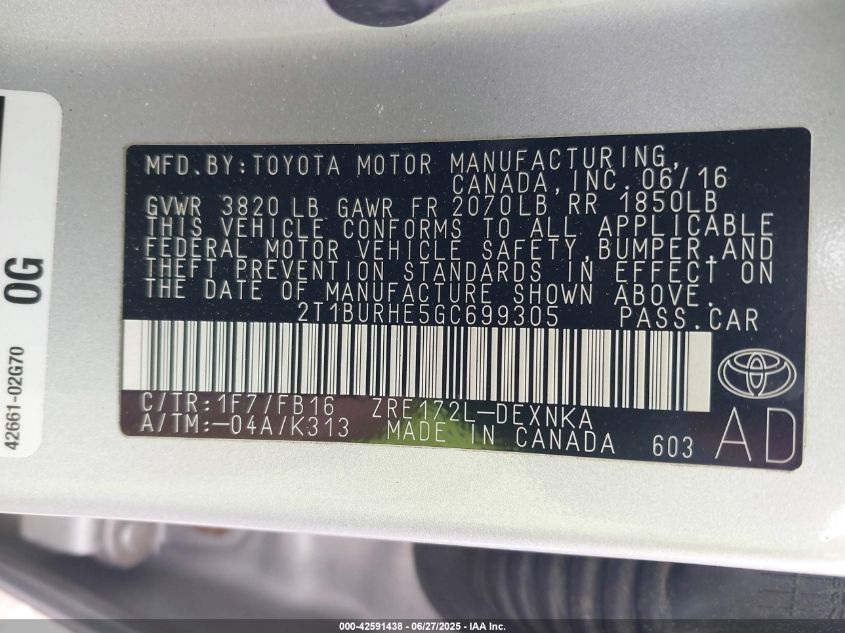 MFD.BY:TOYOTA MOTOR MANUFACTURING,
CANADA,INC.06/16
GVWR 3820LB GAWR FR 2070LB RR 1850LB
THIS VEHICLE CONFORMS TO ALL APPLICABLE
FEDERAL MOTOR VEHICLE SAFETY,BUMPER,AND
THEFT PREVENTION STANDARDS IN EFFECT ON
THE DATE OF MANUFACTURE SHOWN ABOVE.
2T1BURHE5GC699305 PASS.CAR
C/TR:1F7/FB16 ZRE172L-DEXNKA
A/TM:-04A/K313 MADE IN CANADA 603
AD
0G
42661-02G70
000-42591438 - 06/27/2025 - IAA Inc.